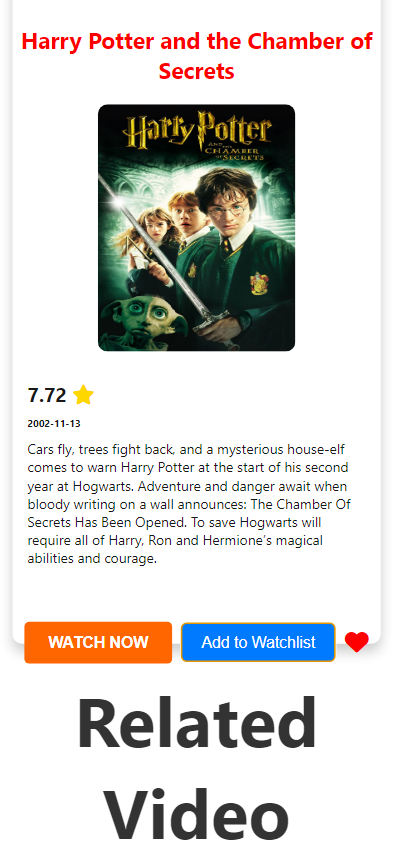 Harry Potter and the Chamber of
Secrets
Harry Potter
AND THE
CHAMBER
OF SECRETS
7.72
2002-11-13
Cars fly, trees fight back, and a mysterious house-elf
comes to warn Harry Potter at the start of his second
year at Hogwarts. Adventure and danger await when
bloody writing on a wall announces: The Chamber Of
Secrets Has Been Opened. To save Hogwarts will
require all of Harry, Ron and Hermione’s magical
abilities and courage.
WATCH NOW
Add to Watchlist
Related
Video